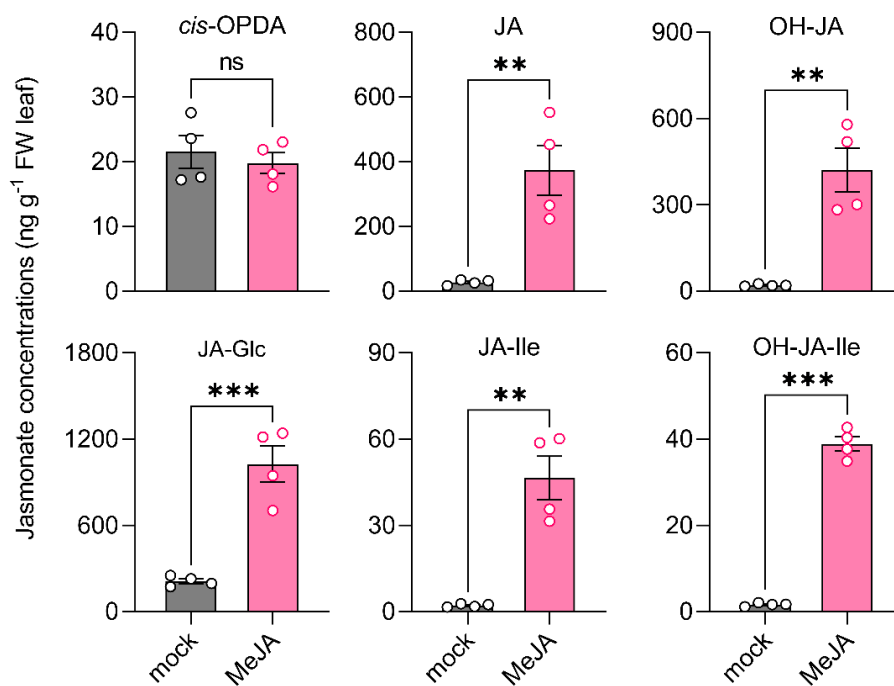 Jasmonate concentrations (ng g⁻¹ FW leaf)
cis-OPDA
ns
40
30
20
10
0
JA
**
800
600
400
200
0
OH-JA
**
900
600
300
0
JA-Glc
***
1800
1200
600
0
mock
MeJA
JA-Ile
**
90
60
30
0
mock
MeJA
OH-JA-Ile
***
60
40
20
0
mock
MeJA